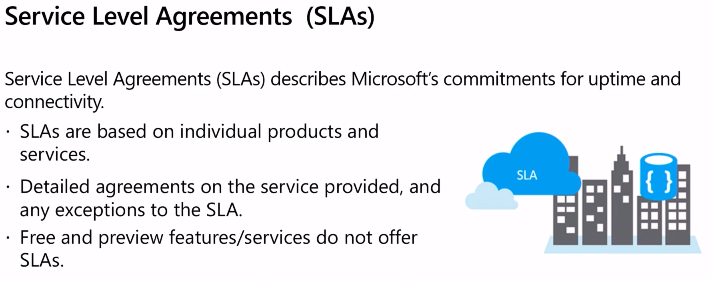 Service Level Agreements (SLAs)
Service Level Agreements (SLAs) describes Microsoft's commitments for uptime and
connectivity.
· SLAs are based on individual products and
services.
· Detailed agreements on the service provided, and
any exceptions to the SLA.
· Free and preview features/services do not offer
SLAs.
SLA
{ }